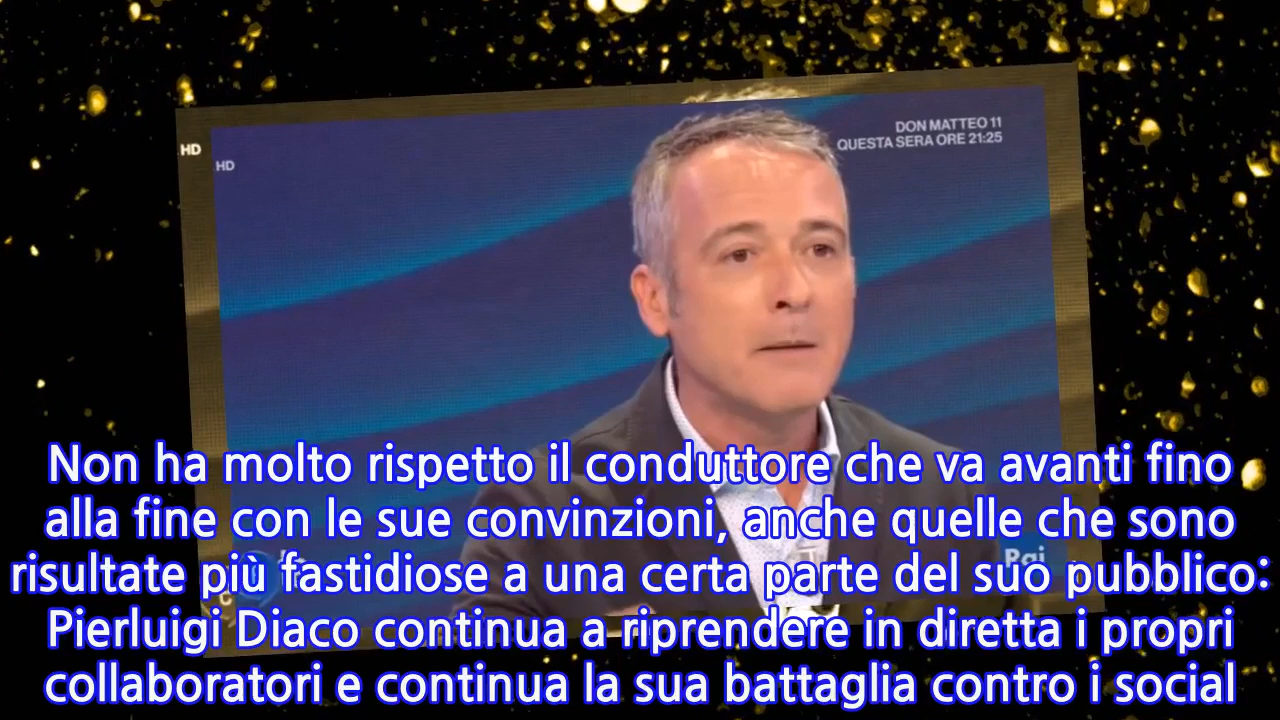 DON MATTEO 11
QUESTA SERA ORE 21:25
HD
HD
Non ha molto rispetto il conduttore che va avanti fino
alla fine con le sue convinzioni, anche quelle che sono
risultate più fastidiose a una certa parte del suo pubblico:
Pierluigi Diaco continua a riprendere in diretta i propri
collaboratori e continua la sua battaglia contro i social
Rai